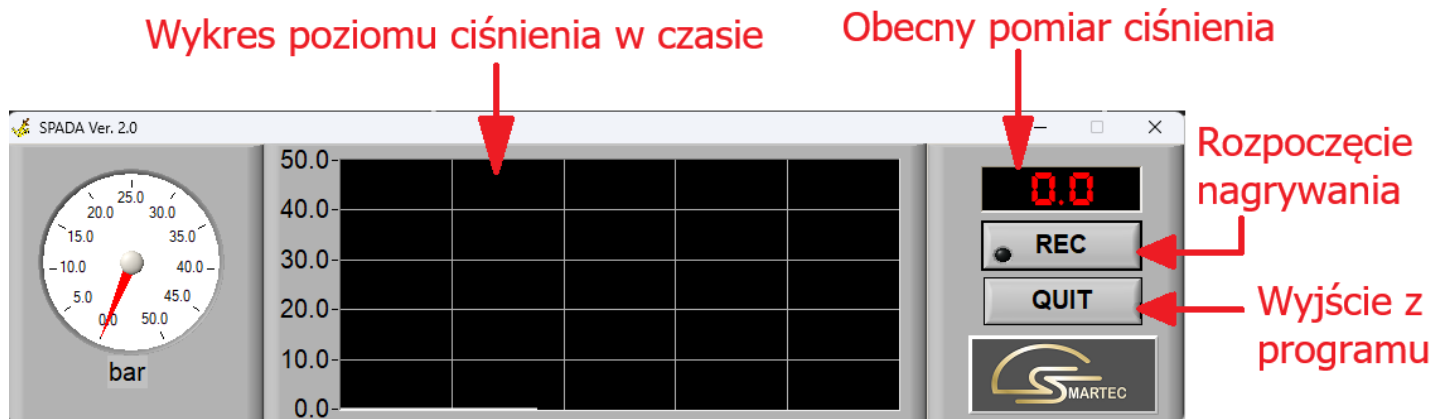 Wykres poziomu ciśnienia w czasie
Obecny pomiar ciśnienia
SPADA Ver. 2.0
Rozpoczęcie
nagrywania
Wyjście z
programu
25.0
20.0
30.0
15.0
35.0
10.0
40.0
5.0
45.0
0.0
50.0
bar
50.0
40.0
30.0
20.0
10.0
0.0
0.0
REC
QUIT
SMARTEC